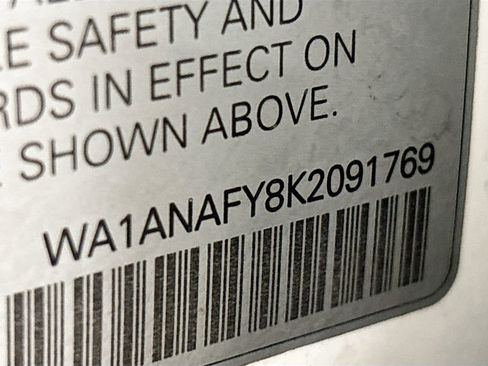 E SAFETY AND
RDS IN EFFECT ON
SHOWN ABOVE.
WA1ANAFY8K2091769